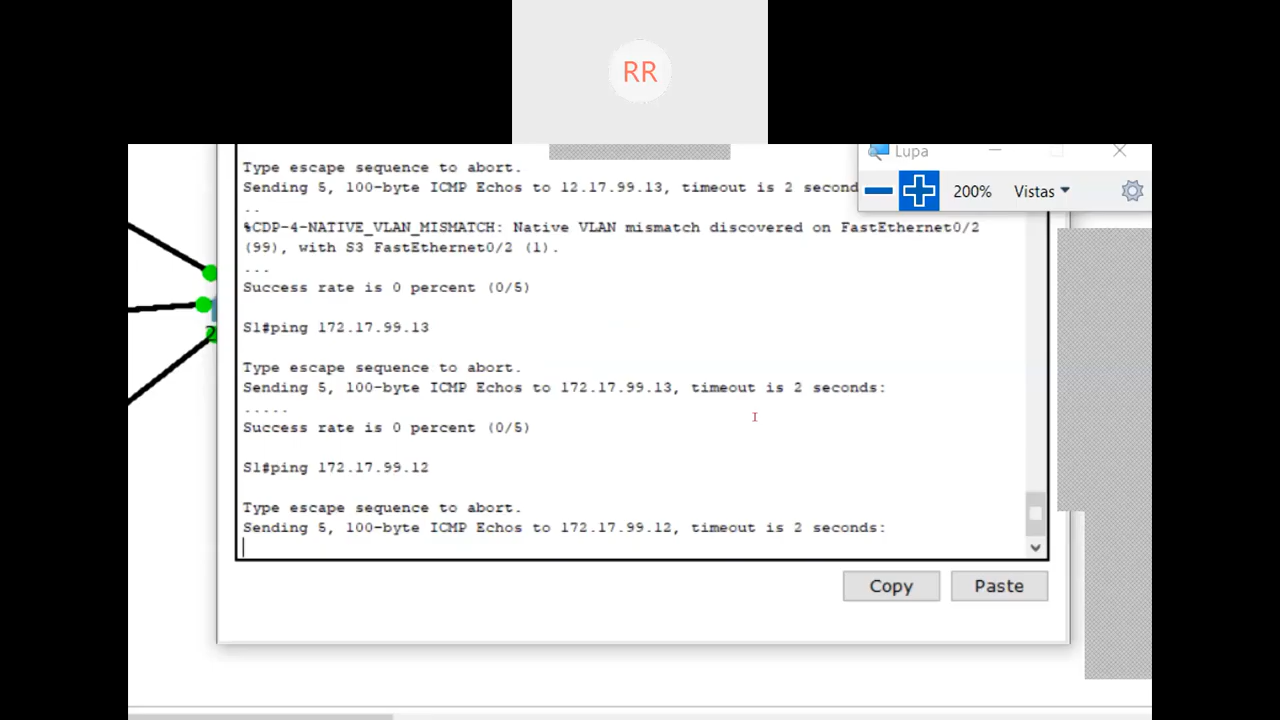 RR
Lupa
200%
Vistas
Type escape sequence to abort.
Sending 5, 100-byte ICMP Echos to 12.17.99.13, timeout is 2 second
..
%CDP-4-NATIVE_VLAN_MISMATCH: Native VLAN mismatch discovered on FastEthernet0/2
(99), with S3 FastEthernet0/2 (1).
...
Success rate is 0 percent (0/5)
S1#ping 172.17.99.13
Type escape sequence to abort.
Sending 5, 100-byte ICMP Echos to 172.17.99.13, timeout is 2 seconds:
.....
Success rate is 0 percent (0/5)
S1#ping 172.17.99.12
Type escape sequence to abort.
Sending 5, 100-byte ICMP Echos to 172.17.99.12, timeout is 2 seconds:
Copy
Paste